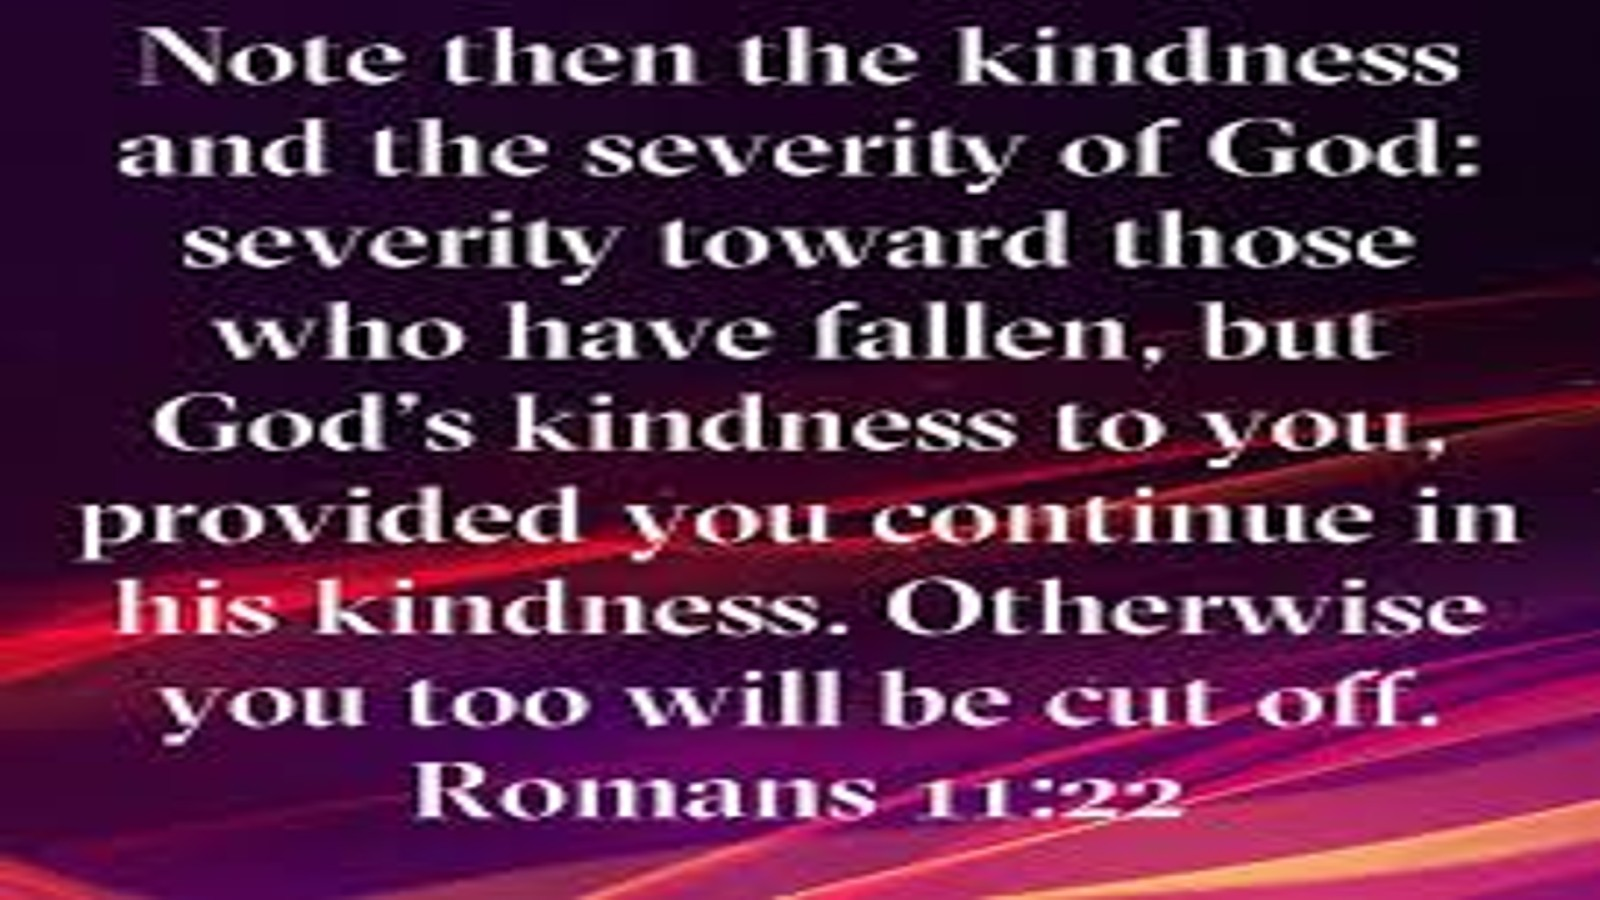 Note then the kindness
and the severity of God:
severity toward those
who have fallen, but
God’s kindness to you,
provided you continue in
his kindness. Otherwise
you too will be cut off.
Romans 11:22